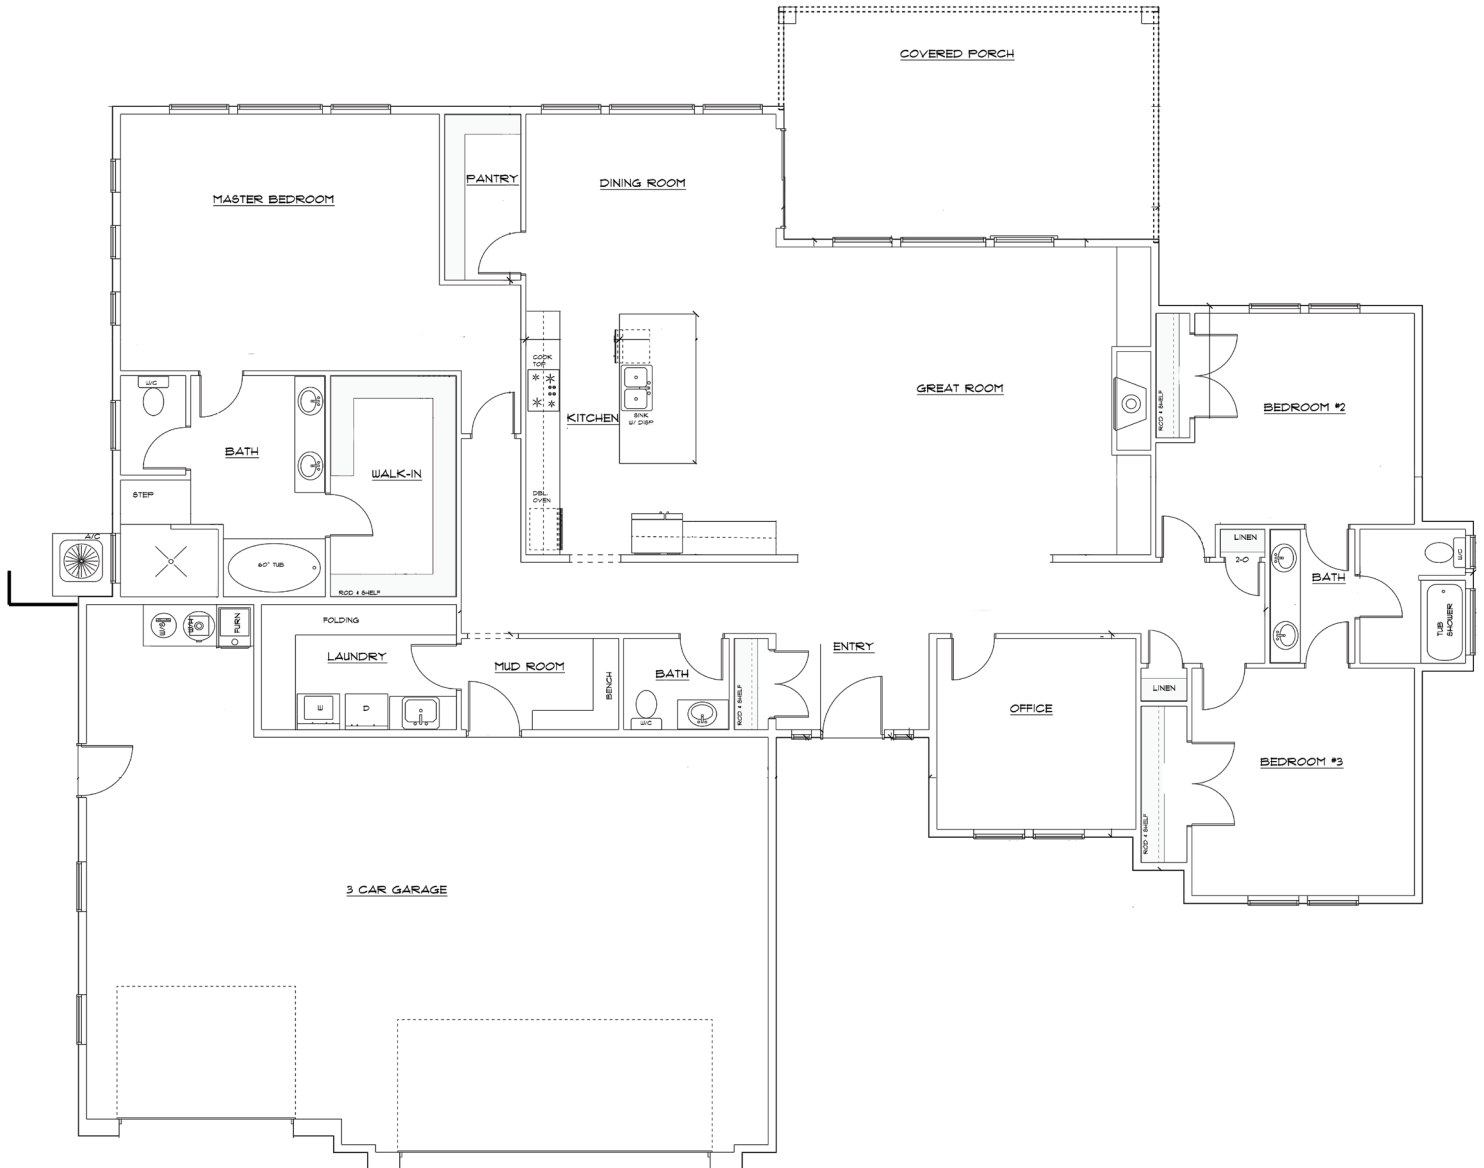 COVERED PORCH
PANTRY
DINING ROOM
MASTER BEDROOM
COOK
TOP
W/C
GREAT ROOM
ROD & SHELF
BEDROOM #2
SINK
W/ DISP
KITCHEN
BATH
WALK-IN
STEP
DBL.
OVEN
A/C
LINEN
2-0
W/C
60" TUB
BATH
ROD & SHELF
TUB
SHOWER
FOLDING
W/S
W/H
FURN
LAUNDRY
MUD ROOM
BENCH
BATH
ENTRY
ROD & SHELF
LINEN
W
D
W/C
OFFICE
BEDROOM #3
ROD & SHELF
3 CAR GARAGE